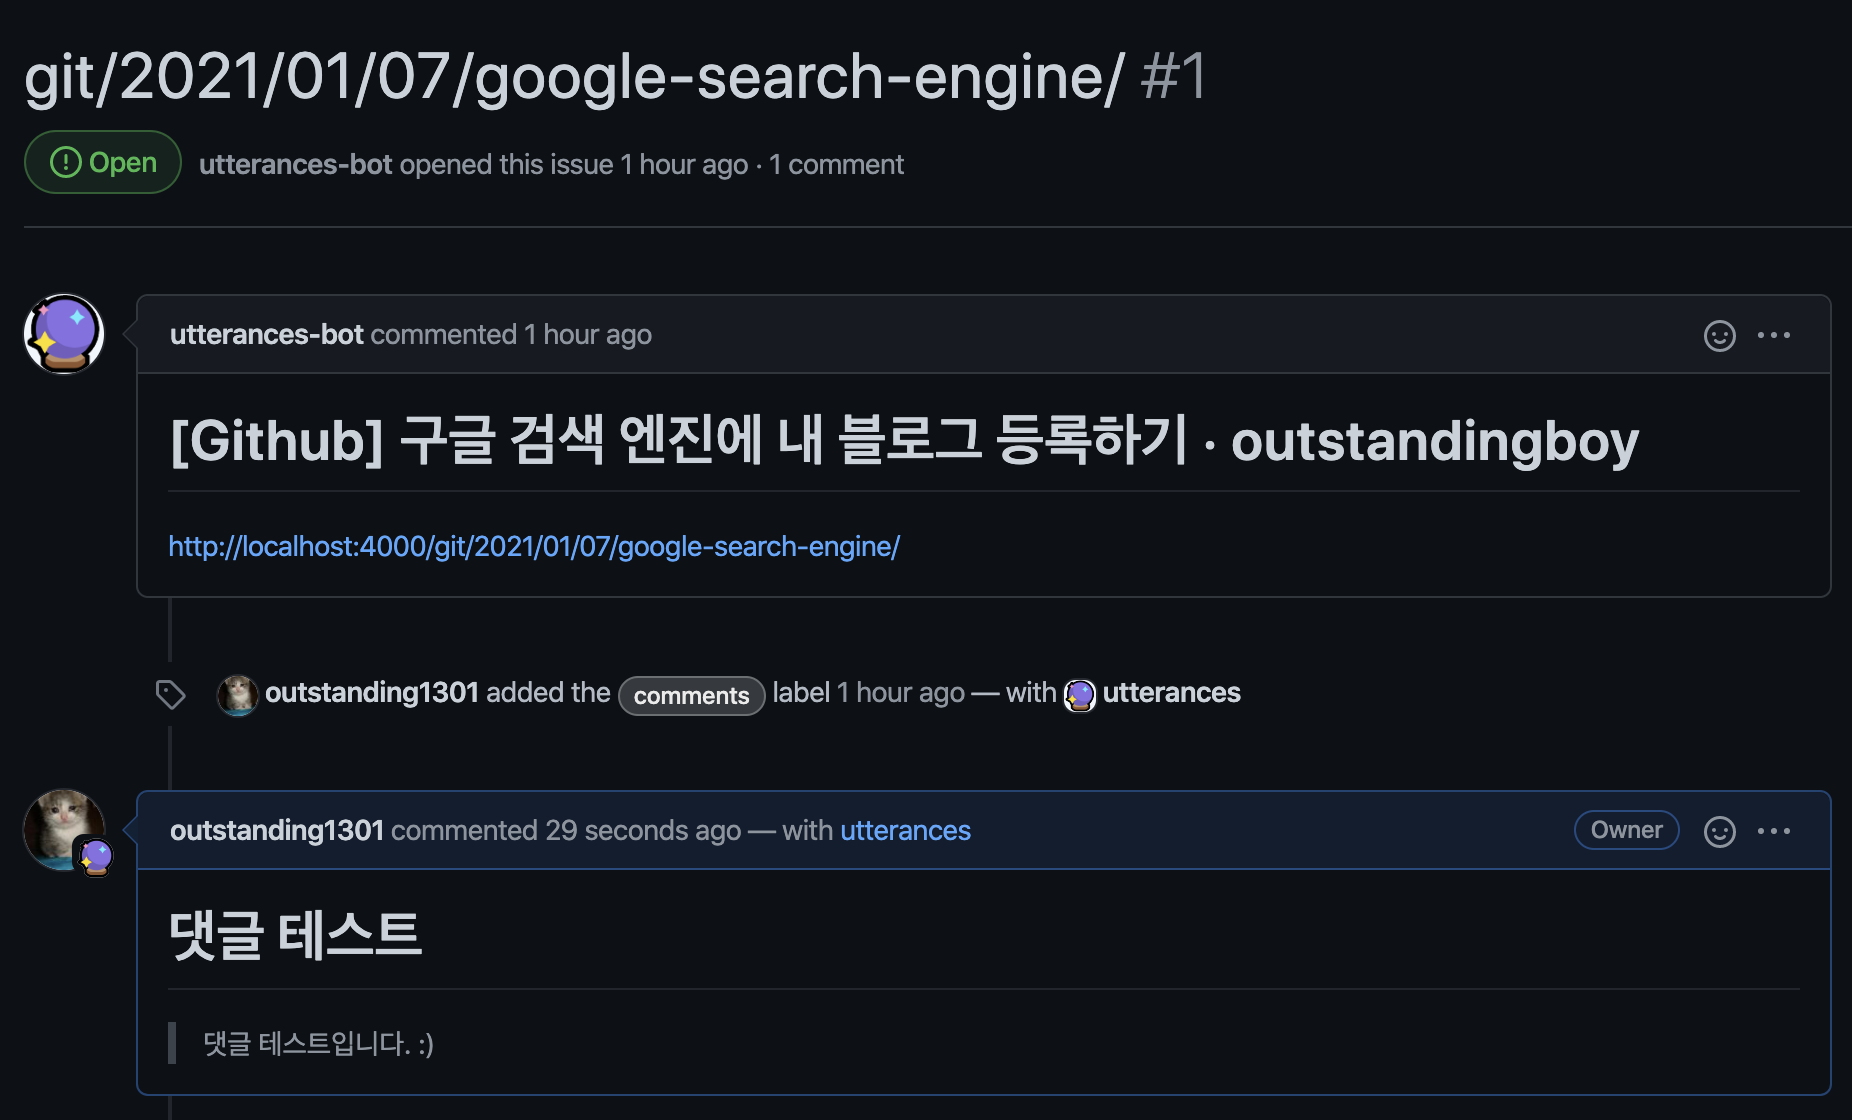 git/2021/01/07/google-search-engine/ #1
Open utterances-bot opened this issue 1 hour ago · 1 comment
utterances-bot commented 1 hour ago
[Github] 구글 검색 엔진에 내 블로그 등록하기 · outstandingboy
http://localhost:4000/git/2021/01/07/google-search-engine/
outstanding1301 added the comments label 1 hour ago — with utterances
outstanding1301 commented 29 seconds ago — with utterances Owner
댓글 테스트
댓글 테스트입니다. :)